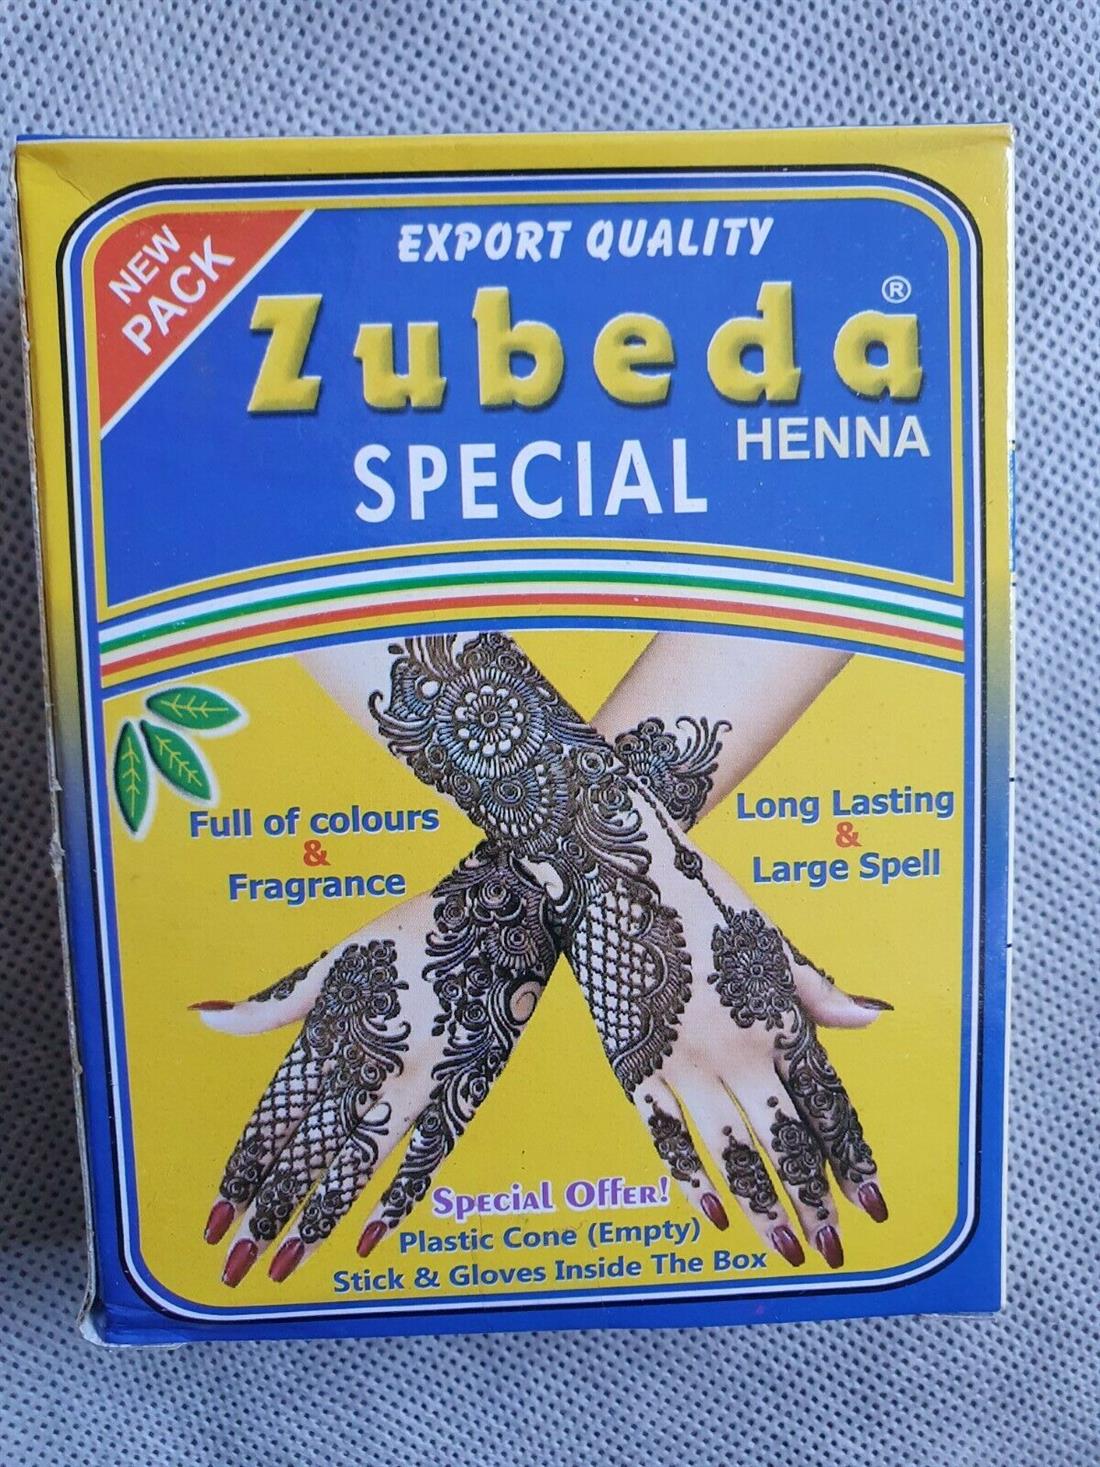 NEW
PACK
EXPORT QUALITY
Zubeda®
HENNA
SPECIAL
Full of colours
&
Fragrance
Long Lasting
&
Large Spell
Special Offer!
Plastic Cone (Empty)
Stick & Gloves Inside The Box